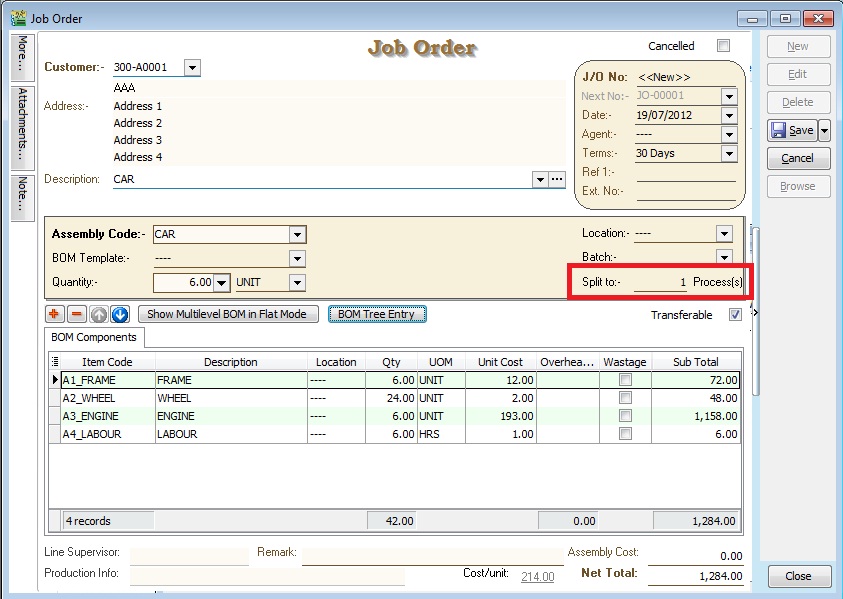 Job Order
Job Order
Cancelled
New
Edit
Delete
Save
Cancel
Browse
More...
Attachments...
Note...
Customer:- 300-A0001
AAA
Address:- Address 1
Address 2
Address 3
Address 4
Description: CAR
J/O No: <<New>>
Next No:- JO-00001
Date:- 19/07/2012
Agent:- ----
Terms:- 30 Days
Ref 1:-
Ext. No:-
Assembly Code:- CAR
BOM Template:- ----
Quantity:- 6.00 UNIT
Location:- ----
Batch:-
Split to:- 1 Process(s)
Show Multilevel BOM in Flat Mode BOM Tree Entry Transferable
BOM Components
Item Code Description Location Qty UOM Unit Cost Overhea... Wastage Sub Total
A1_FRAME FRAME ---- 6.00 UNIT 12.00 72.00
A2_WHEEL WHEEL ---- 24.00 UNIT 2.00 48.00
A3_ENGINE ENGINE ---- 6.00 UNIT 193.00 1,158.00
A4_LABOUR LABOUR ---- 6.00 HRS 1.00 6.00
4 records 42.00 0.00 1,284.00
Line Supervisor: Remark: Assembly Cost: 0.00
Production Info: Cost/unit: 214.00 Net Total: 1,284.00
Close